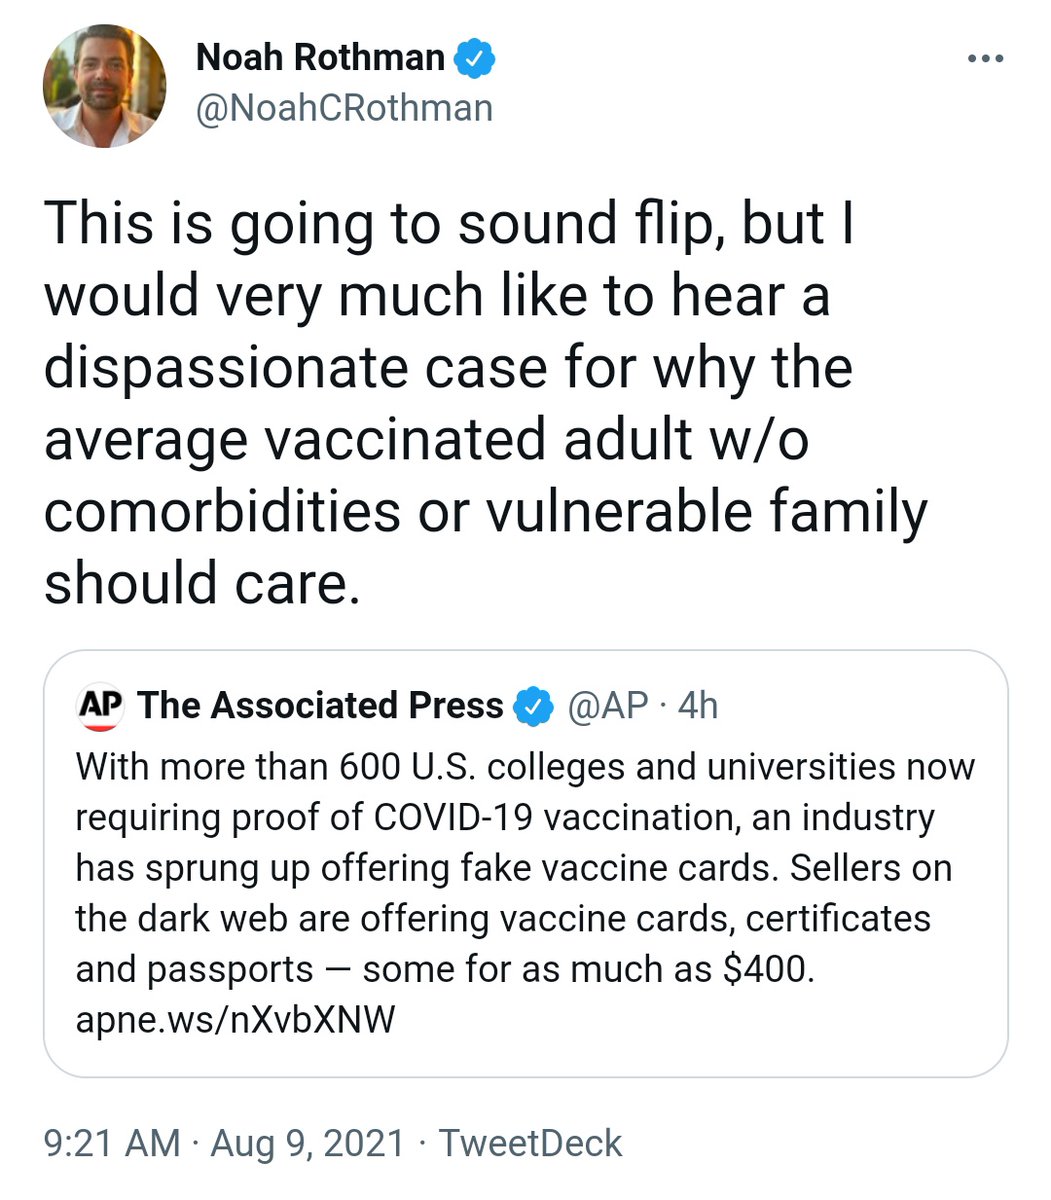 Noah Rothman
@NoahCRothman
This is going to sound flip, but I
would very much like to hear a
dispassionate case for why the
average vaccinated adult w/o
comorbidities or vulnerable family
should care.
AP The Associated Press @AP · 4h
With more than 600 U.S. colleges and universities now
requiring proof of COVID-19 vaccination, an industry
has sprung up offering fake vaccine cards. Sellers on
the dark web are offering vaccine cards, certificates
and passports — some for as much as $400.
apne.ws/nXvbXNW
9:21 AM · Aug 9, 2021 · TweetDeck